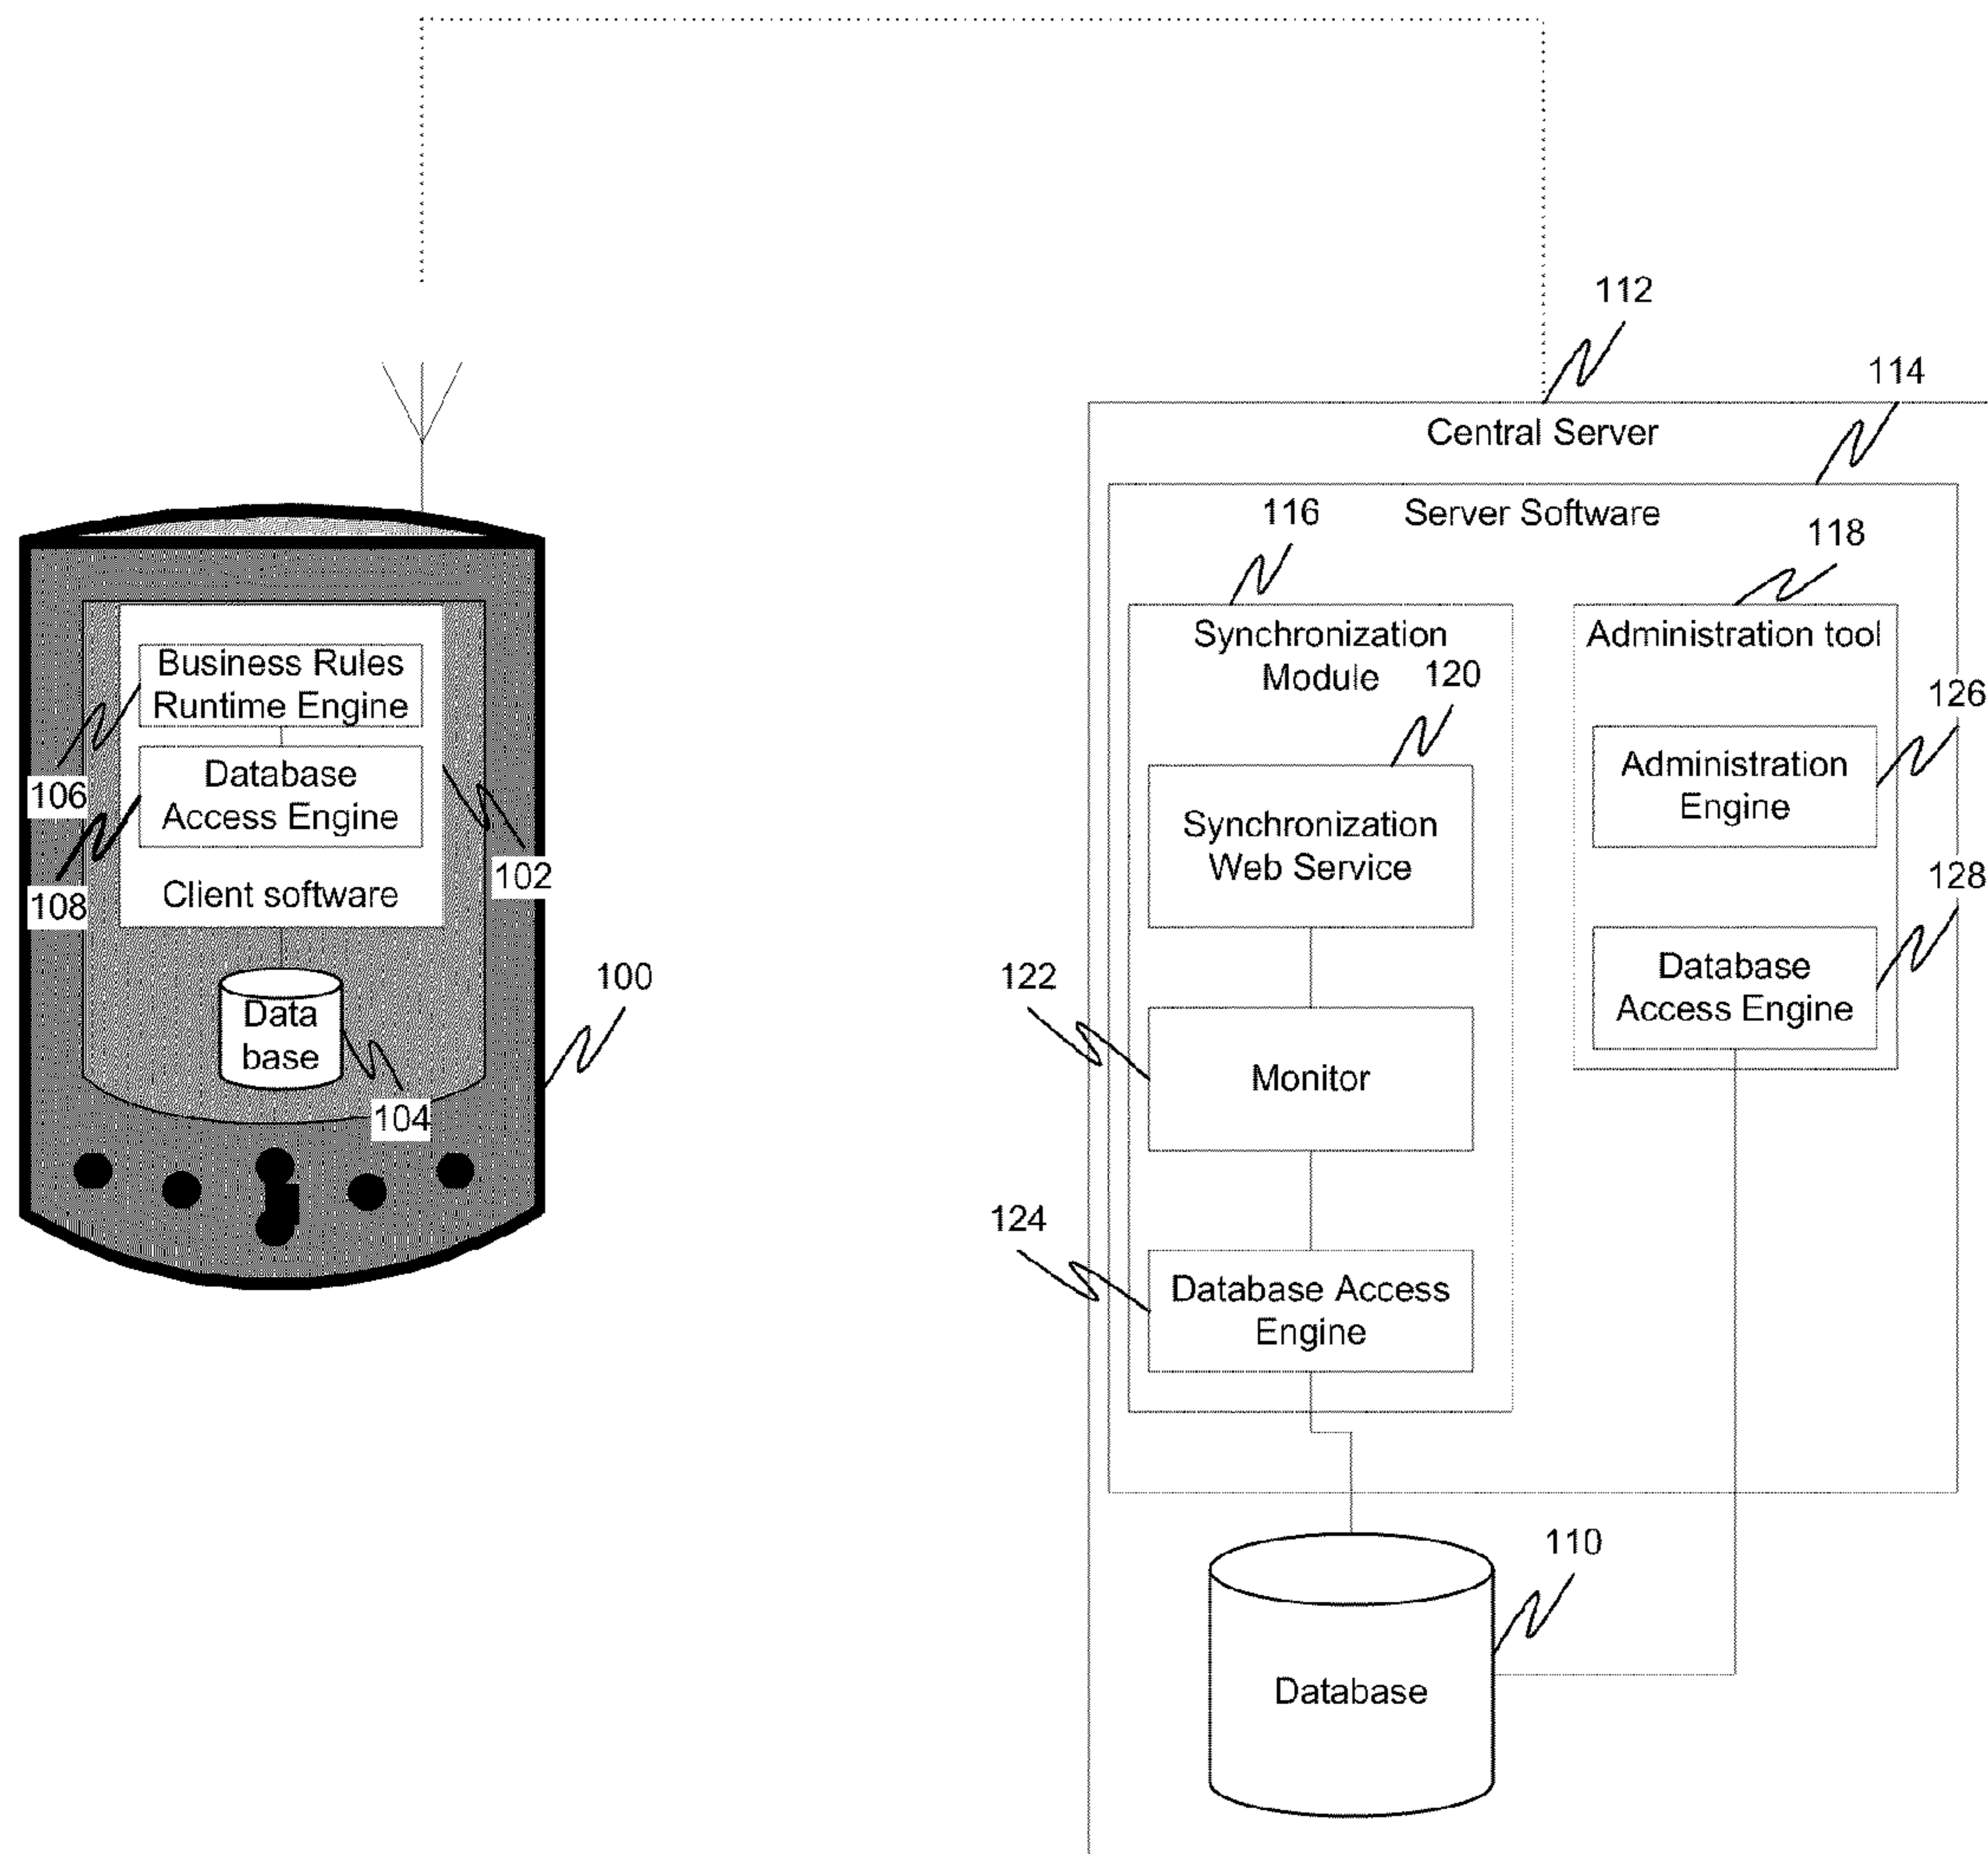 112
114
Central Server
Server Software
116
118
Synchronization
Module
120
Administration tool
126
Administration
Engine
Synchronization
Web Service
128
Database
Access Engine
122
Monitor
124
Database Access
Engine
110
Database
Business Rules
Runtime Engine
106
Database
Access Engine
108
102
Client software
100
Data
base
104